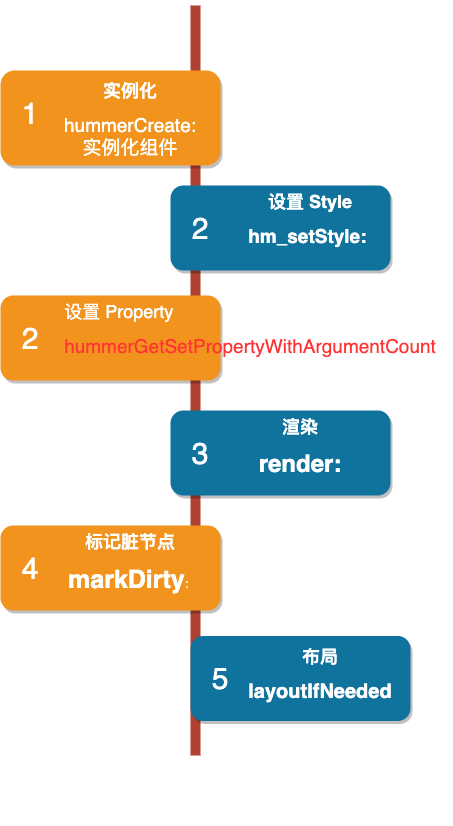 1
实例化
hummerCreate:
实例化组件
2
设置 Style
hm_setStyle:
2
设置 Property
hummerGetSetPropertyWithArgumentCount
3
渲染
render:
4
标记脏节点
markDirty:
5
布局
layoutIfNeeded